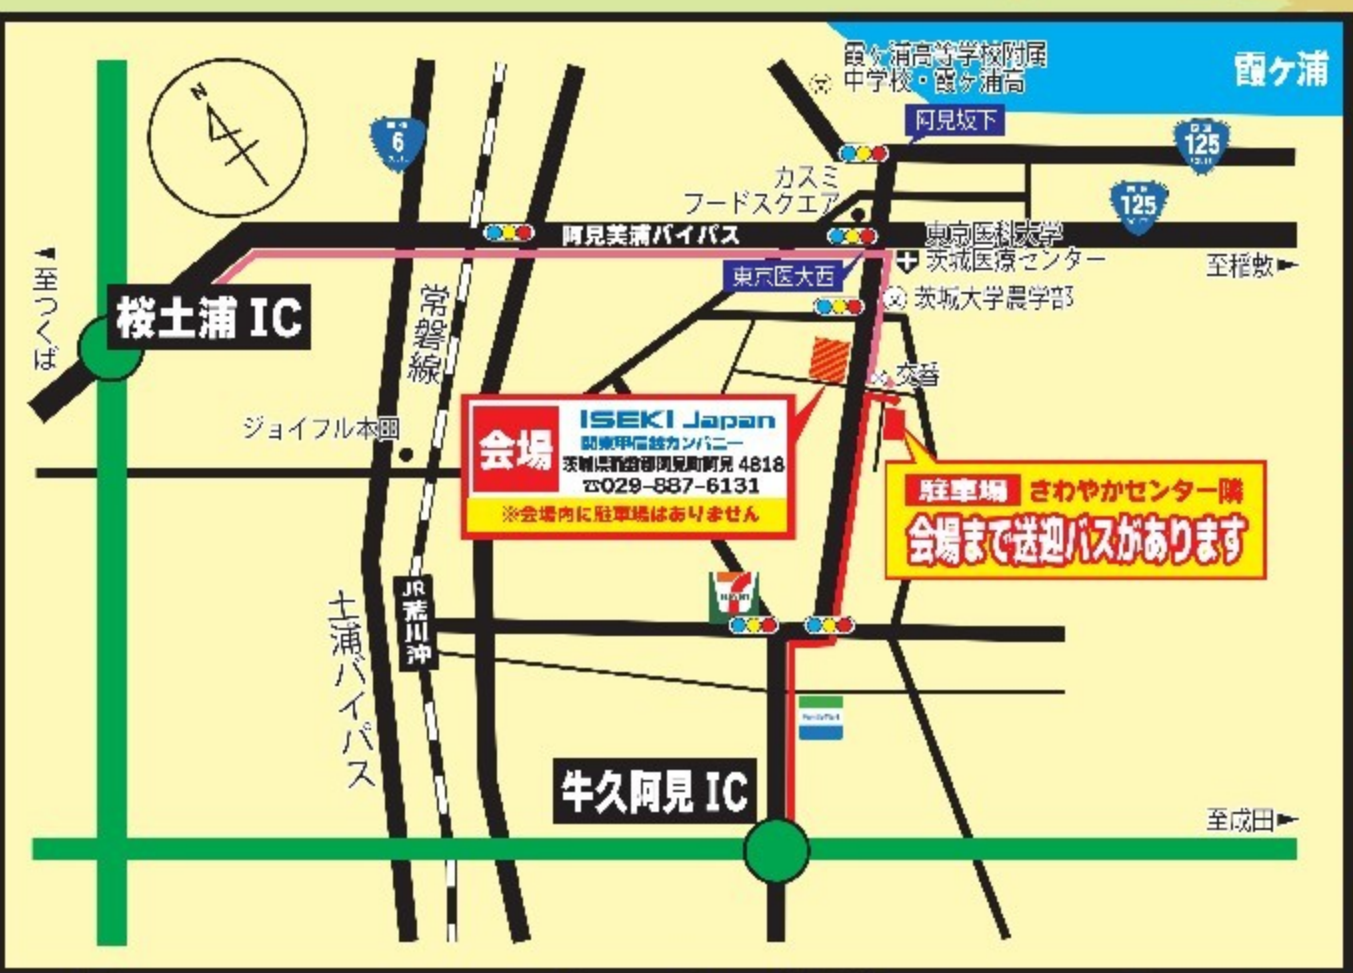 霞ヶ浦高等学校附属
中学校・霞ヶ浦高
霞ヶ浦
N
6
阿見坂下
125
125
カスミ
フードスクエア
阿見美浦バイパス
東京医科大学
茨城医療センター
至稲敷►
◄至つくば
東京医大西
茨城大学農学部
桜土浦 IC
常磐線
交番
ジョイフル本田
会場
ISEKI Japan
関東甲信越カンパニー
茨城県稲敷郡阿見町阿見 4818
☎029-887-6131
※会場内に駐車場はありません
駐車場 さわやかセンター隣
会場まで送迎バスがあります
JR荒川沖
土浦バイパス
7
FamilyMart
牛久阿見 IC
至成田►